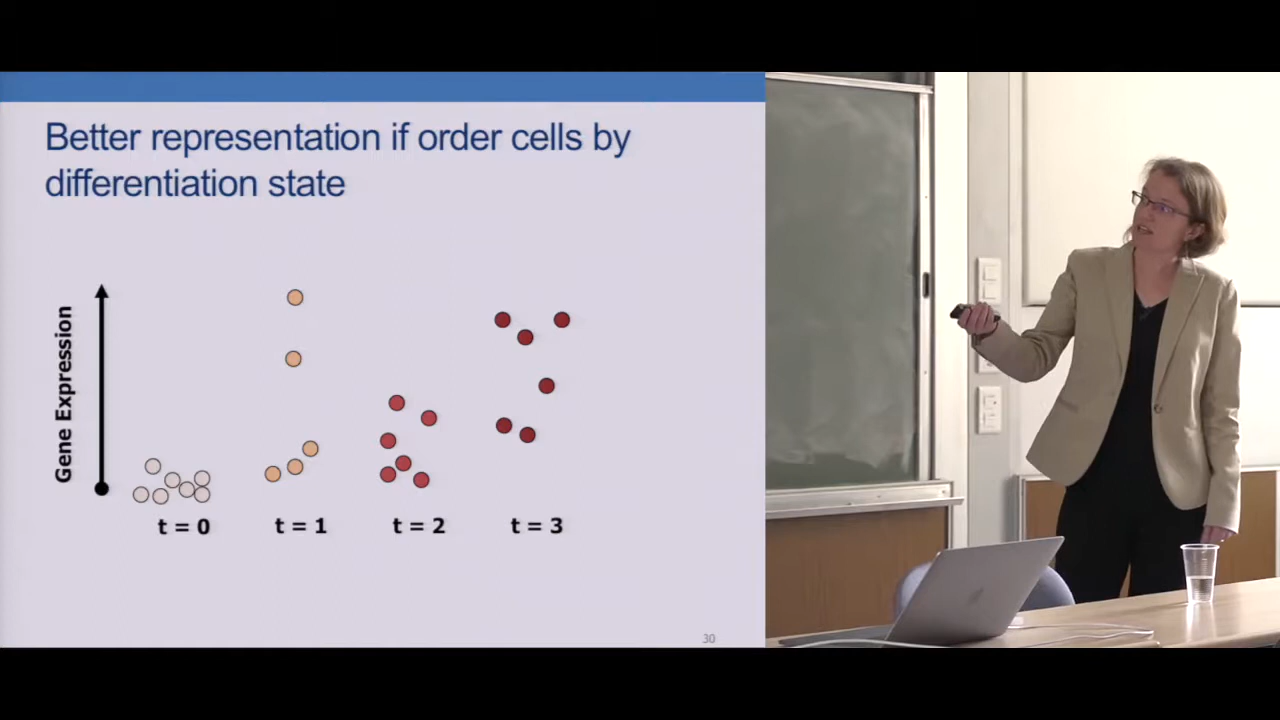 Better representation if order cells by
differentiation state
Gene Expression
t = 0
t = 1
t = 2
t = 3
30